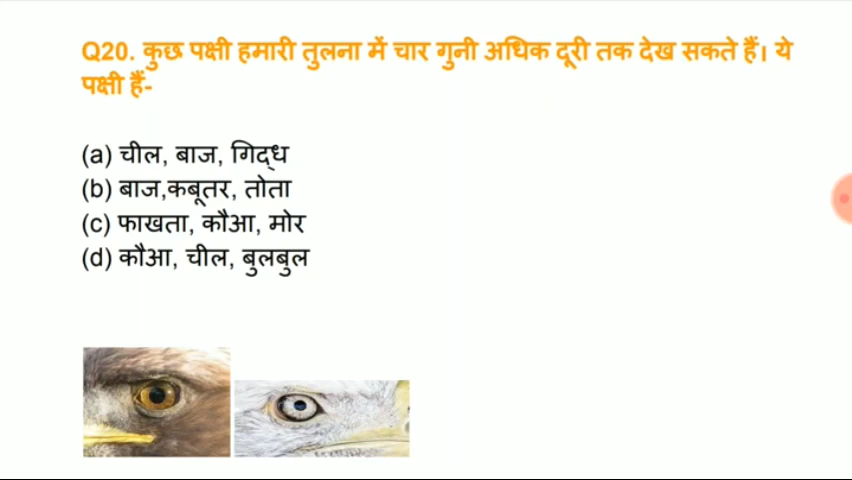 Q20. कुछ पक्षी हमारी तुलना में चार गुनी अधिक दूरी तक देख सकते हैं। ये
पक्षी हैं-
(a) चील, बाज, गिद्ध
(b) बाज,कबूतर, तोता
(c) फाखता, कौआ, मोर
(d) कौआ, चील, बुलबुल